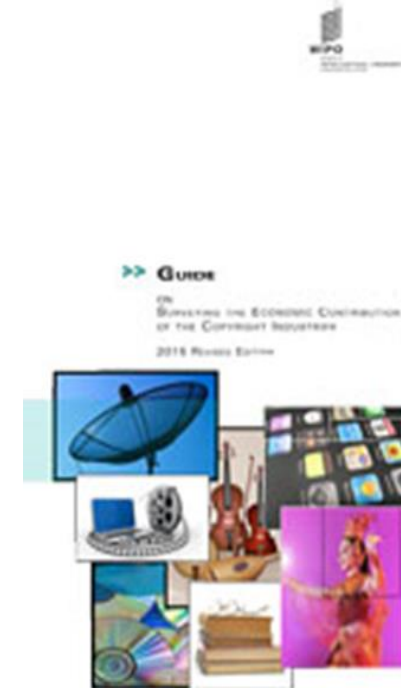 WIPO
>> GUIDE
ON
SURVEYING THE ECONOMIC CONTRIBUTION
OF THE COPYRIGHT INDUSTRIES
2015 REVISED EDITION